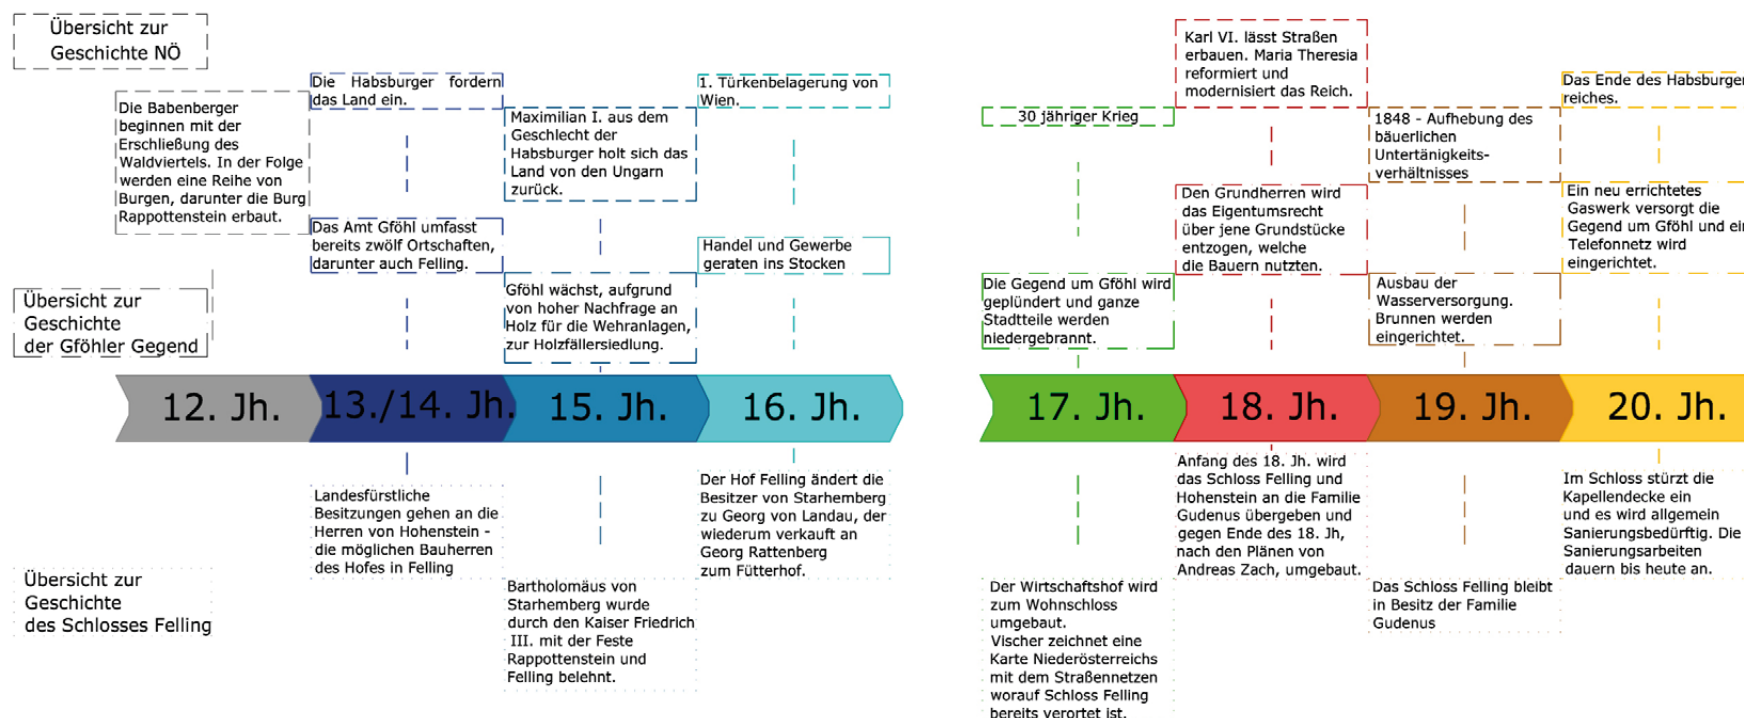 Übersicht zur
Geschichte NÖ
Die Babenberger
beginnen mit der
Erschließung des
Waldviertels. In der Folge
werden eine Reihe von
Burgen, darunter die Burg
Rappottenstein erbaut.
Die Habsburger fordern
das Land ein.
Maximilian I. aus dem
Geschlecht der
Habsburger holt sich das
Land von den Ungarn
zurück.
1. Türkenbelagerung von
Wien.
30 jähriger Krieg
Karl VI. lässt Straßen
erbauen. Maria Theresia
reformiert und
modernisiert das Reich.
1848 - Aufhebung des
bäuerlichen
Untertänigkeits-
verhältnisses
Das Ende des Habsburger
reiches.
Übersicht zur
Geschichte
der Gföhler Gegend
Das Amt Gföhl umfasst
bereits zwölf Ortschaften,
darunter auch Felling.
Gföhl wächst, aufgrund
von hoher Nachfrage an
Holz für die Wehranlagen,
zur Holzfällersiedlung.
Handel und Gewerbe
geraten ins Stocken
Die Gegend um Gföhl wird
geplündert und ganze
Stadtteile werden
niedergebrannt.
Den Grundherren wird
das Eigentumsrecht
über jene Grundstücke
entzogen, welche
die Bauern nutzten.
Ausbau der
Wasserversorgung.
Brunnen werden
eingerichtet.
Ein neu errichtetes
Gaswerk versorgt die
Gegend um Gföhl und ein
Telefonnetz wird
eingerichtet.
12. Jh.
13./14. Jh.
15. Jh.
16. Jh.
17. Jh.
18. Jh.
19. Jh.
20. Jh.
Übersicht zur
Geschichte
des Schlosses Felling
Landesfürstliche
Besitzungen gehen an die
Herren von Hohenstein -
die möglichen Bauherren
des Hofes in Felling
Bartholomäus von
Starhemberg wurde
durch den Kaiser Friedrich
III. mit der Feste
Rappottenstein und
Felling belehnt.
Der Hof Felling ändert die
Besitzer von Starhemberg
zu Georg von Landau, der
wiederum verkauft an
Georg Rattenberg
zum Fütterhof.
Der Wirtschaftshof wird
zum Wohnschloss
umgebaut.
Vischer zeichnet eine
Karte Niederösterreichs
mit dem Straßennetzen
worauf Schloss Felling
bereits verortet ist.
Anfang des 18. Jh. wird
das Schloss Felling und
Hohenstein an die Familie
Gudenus übergeben und
gegen Ende des 18. Jh,
nach den Plänen von
Andreas Zach, umgebaut.
Das Schloss Felling bleibt
in Besitz der Familie
Gudenus
Im Schloss stürzt die
Kapellendecke ein
und es wird allgemein
Sanierungsbedürftig. Die
Sanierungsarbeiten
dauern bis heute an.